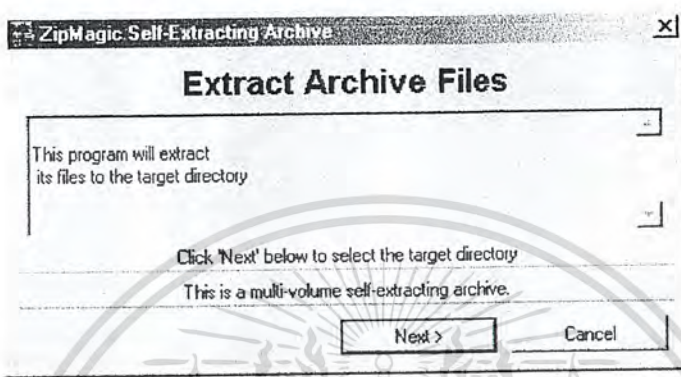 ZipMagic Self-Extracting Archive
Extract Archive Files
This program will extract
its files to the target directory
Click 'Next' below to select the target directory
This is a multi-volume self-extracting archive.
Next >
Cancel